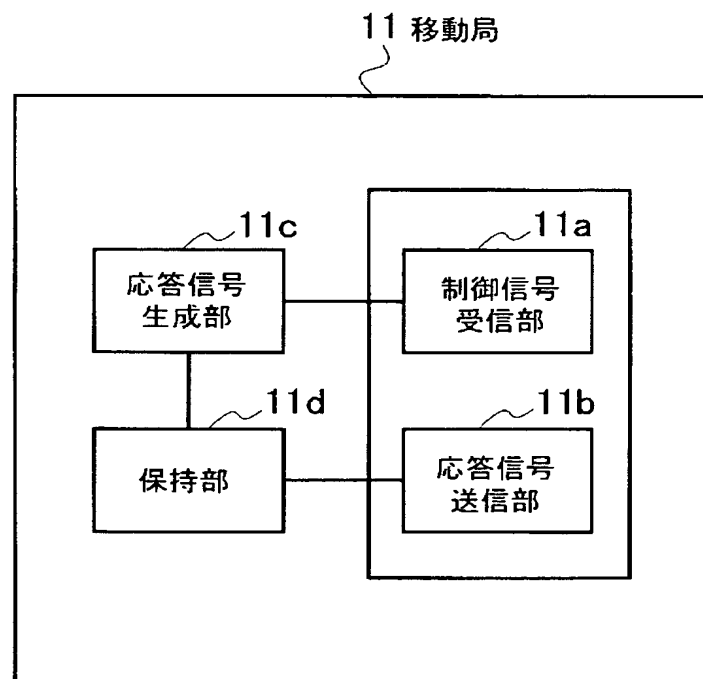 11 移動局
11c
応答信号
生成部
11a
制御信号
受信部
11d
保持部
11b
応答信号
送信部